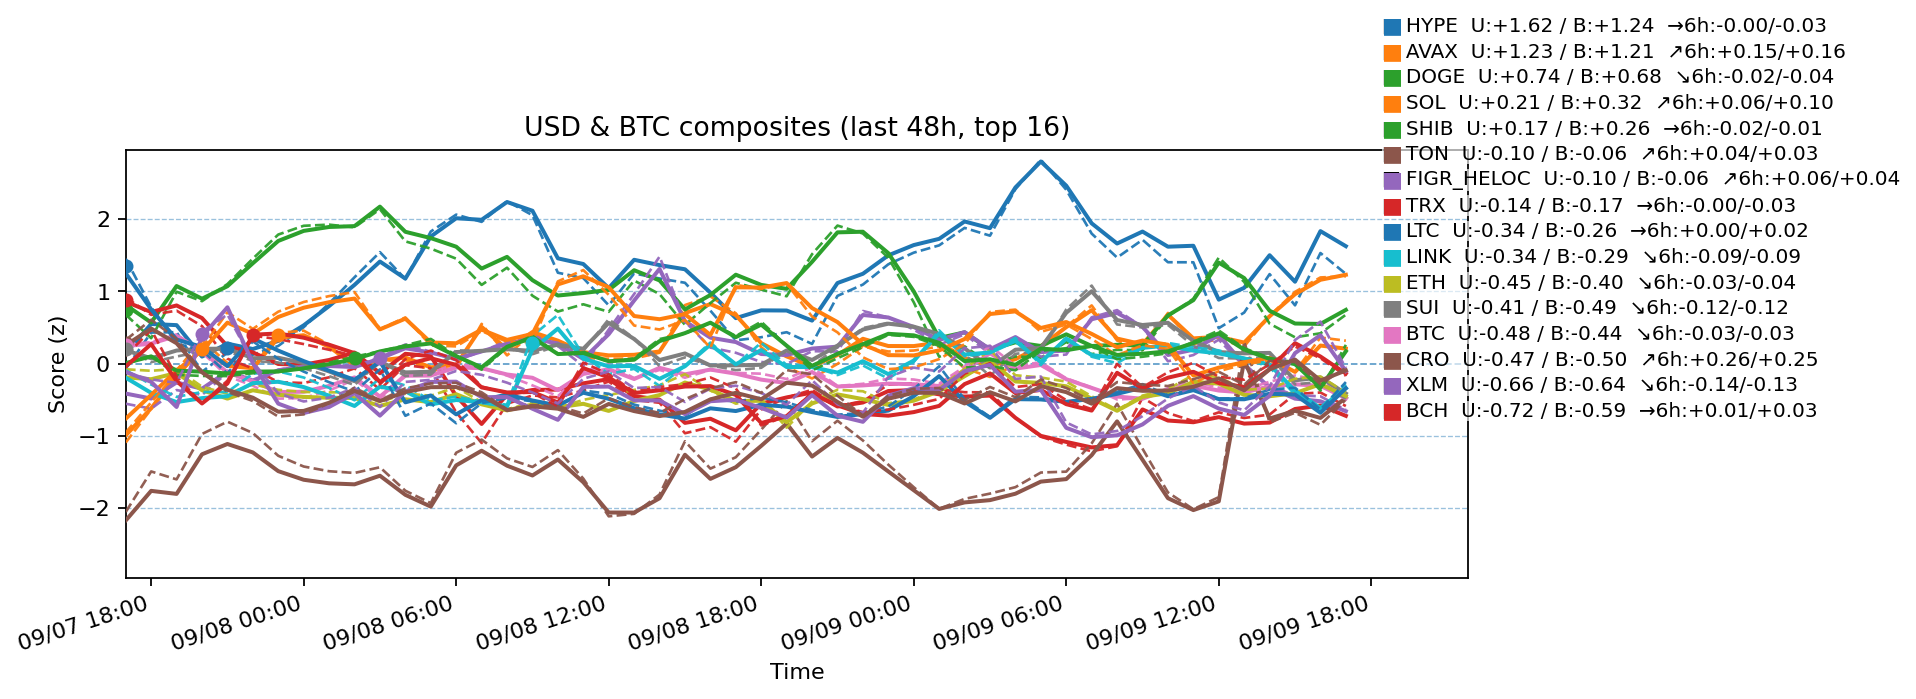 HYPE U:+1.62 / B:+1.24 →6h:-0.00/-0.03
AVAX U:+1.23 / B:+1.21 ↗6h:+0.15/+0.16
DOGE U:+0.74 / B:+0.68 ↘6h:-0.02/-0.04
SOL U:+0.21 / B:+0.32 ↗6h:+0.06/+0.10
SHIB U:+0.17 / B:+0.26 →6h:-0.02/-0.01
TON U:-0.10 / B:-0.06 ↗6h:+0.04/+0.03
FIGR_HELOC U:-0.10 / B:-0.06 ↗6h:+0.06/+0.04
TRX U:-0.14 / B:-0.17 →6h:-0.00/-0.03
LTC U:-0.34 / B:-0.26 →6h:+0.00/+0.02
LINK U:-0.34 / B:-0.29 ↘6h:-0.09/-0.09
ETH U:-0.45 / B:-0.40 ↘6h:-0.03/-0.04
SUI U:-0.41 / B:-0.49 ↘6h:-0.12/-0.12
BTC U:-0.48 / B:-0.44 ↘6h:-0.03/-0.03
CRO U:-0.47 / B:-0.50 ↗6h:+0.26/+0.25
XLM U:-0.66 / B:-0.64 ↘6h:-0.14/-0.13
BCH U:-0.72 / B:-0.59 →6h:+0.01/+0.03
USD & BTC composites (last 48h, top 16)
Score (z)
2
1
0
−1
−2
09/07 18:00
09/08 00:00
09/08 06:00
09/08 12:00
09/08 18:00
09/09 00:00
09/09 06:00
09/09 12:00
09/09 18:00
Time